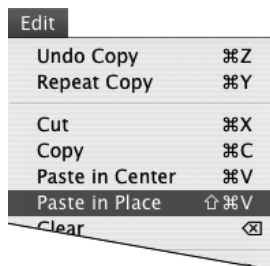 Edit
Undo Copy ⌘Z
Repeat Copy ⌘Y
Cut ⌘X
Copy ⌘C
Paste in Center ⌘V
Paste in Place ⇧⌘V
Clear ⌫